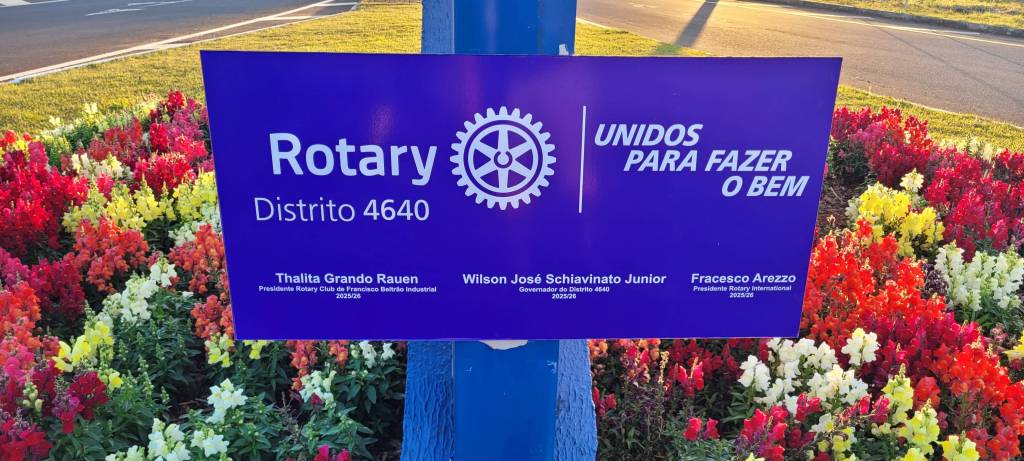 Rotary
Distrito 4640
UNIDOS
PARA FAZER
O BEM
Thalita Grando Rauen
Presidente Rotary Club de Francisco Beltrão Industrial
2025/26
Wilson José Schiavinato Junior
Governador do Distrito 4640
2025/26
Fracesco Arezzo
Presidente Rotary International
2025/26